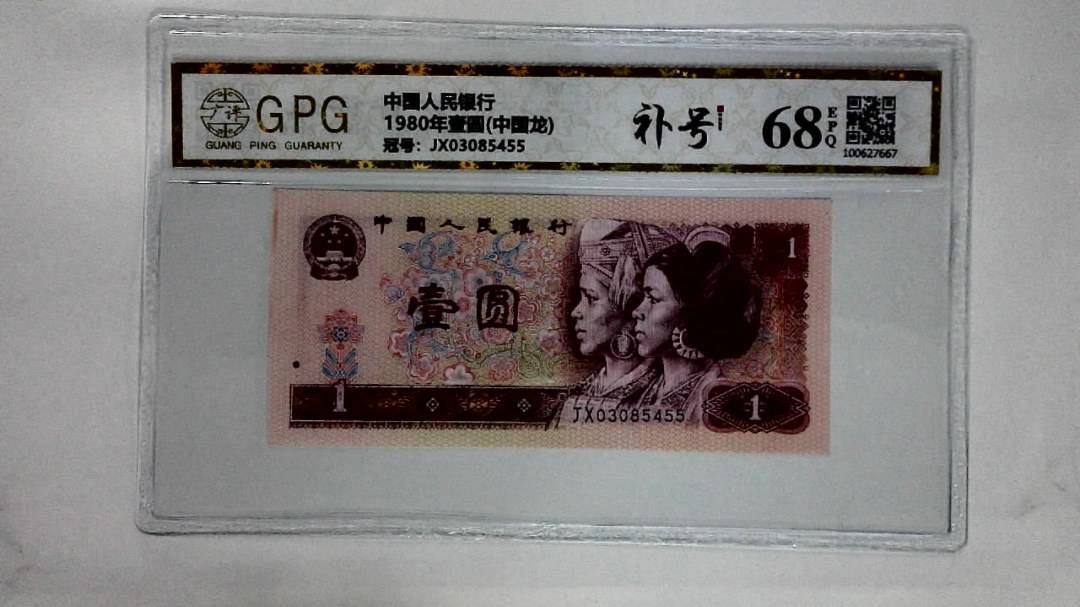 广评
GPG
GUANG PING GUARANTY
中国人民银行
1980年壹圆(中国龙)
冠号: JX03085455
补号
68
EPQ
100627667
中国人民银行
壹圆
1
1
JX03085455
1